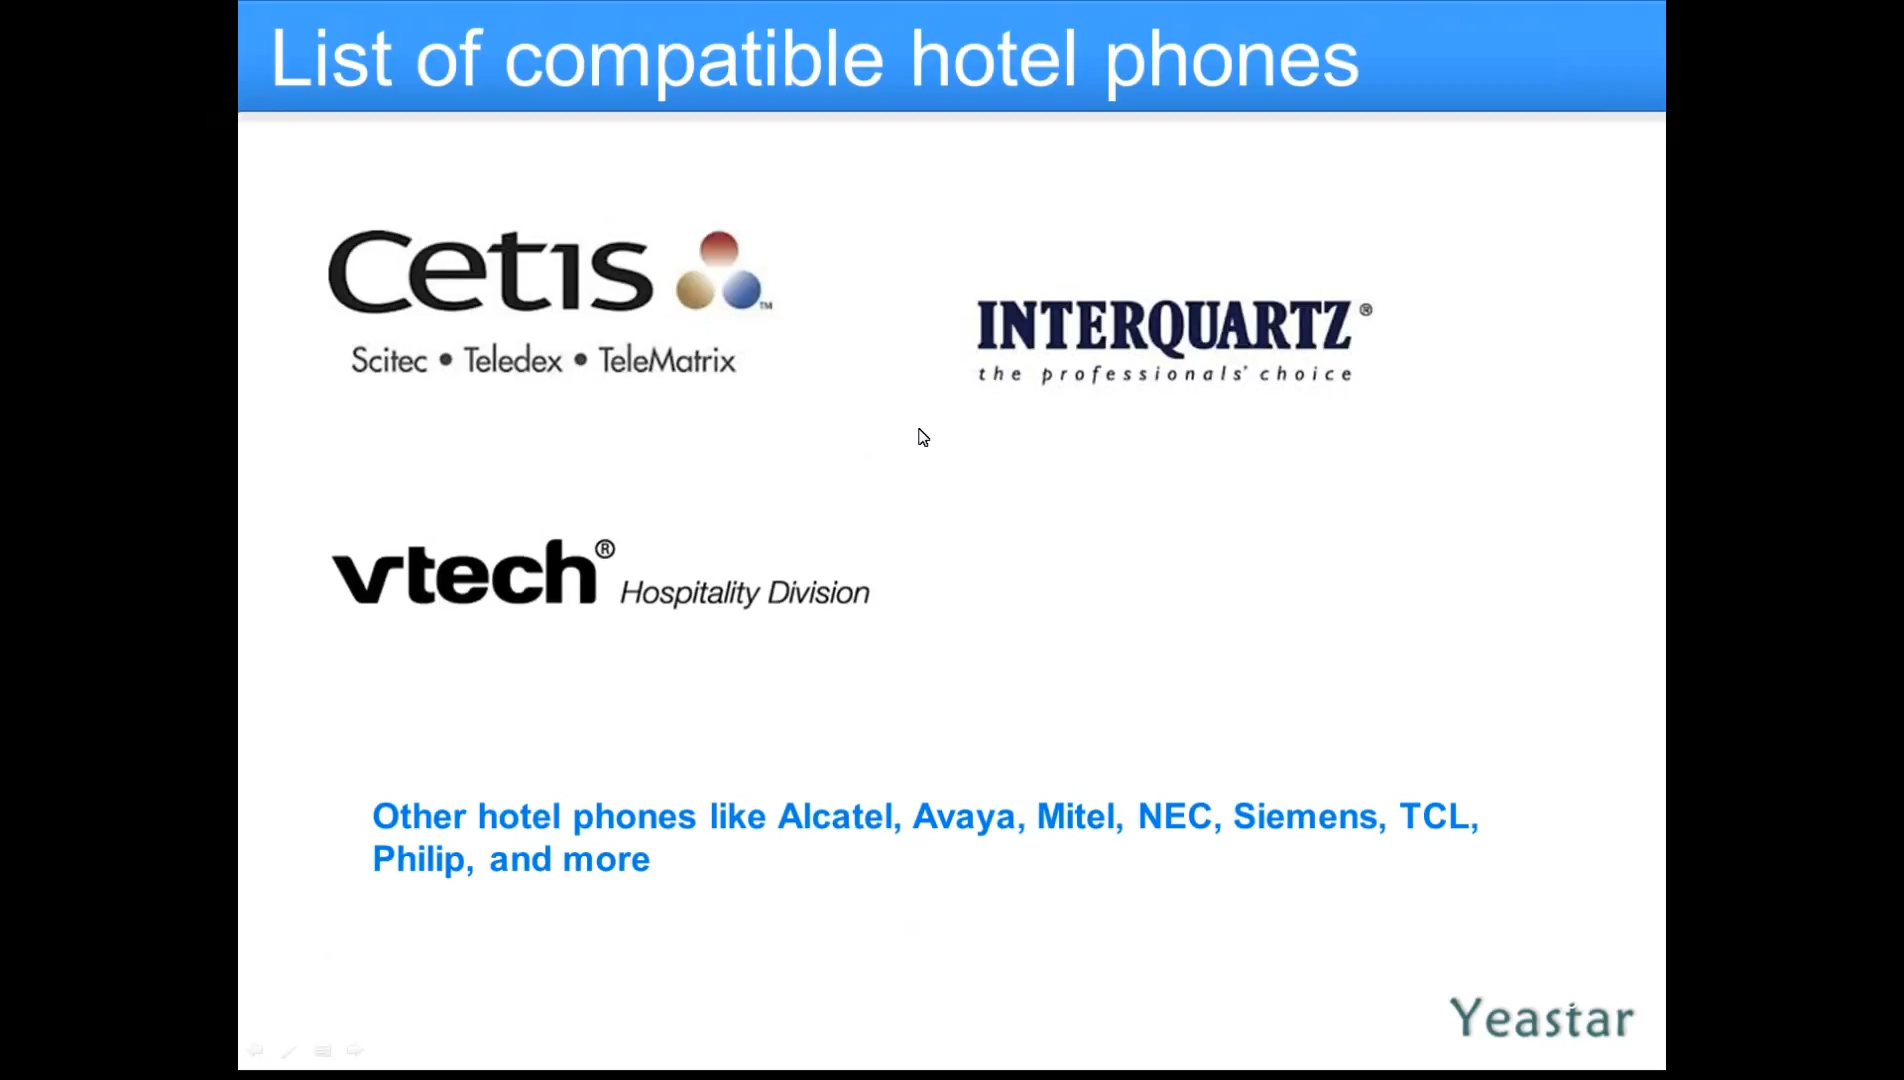 List of compatible hotel phones
Cetis ™
Scitec • Teledex • TeleMatrix
INTERQUARTZ ®
the professionals' choice
vtech® Hospitality Division
Other hotel phones like Alcatel, Avaya, Mitel, NEC, Siemens, TCL,
Philip, and more
Yeastar